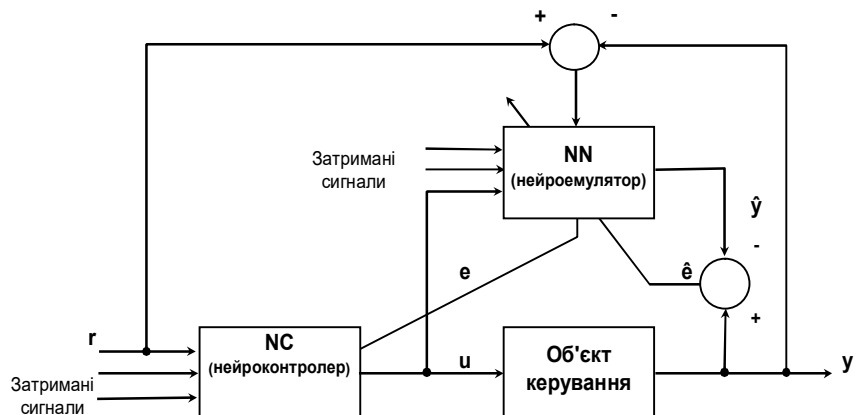 + -
NN
(нейроемулятор)
Затримані
сигнали
ŷ
-
ê
+
e
r
NC
(нейроконтролер)
u
Об'єкт
керування
y
Затримані
сигнали